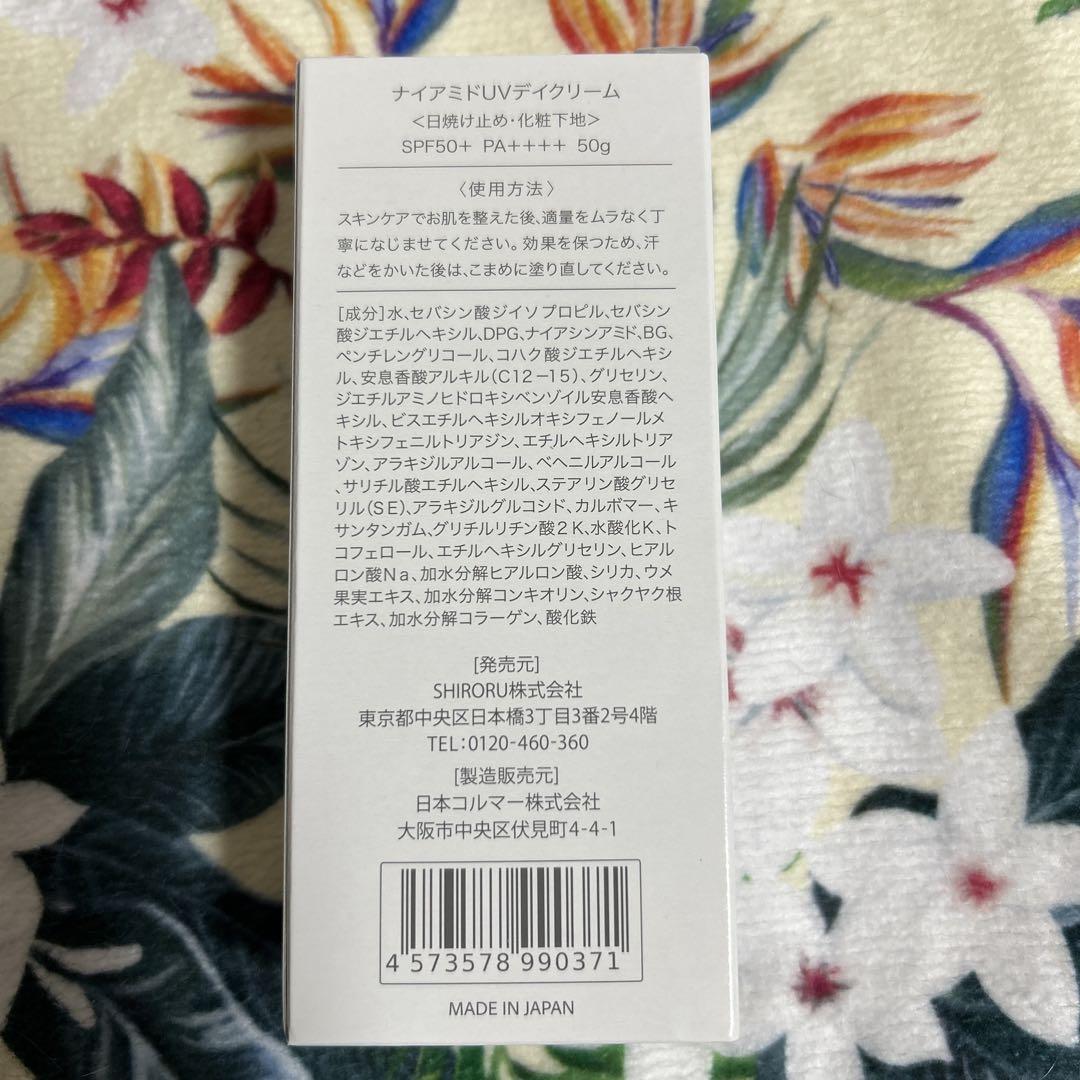 ナイアミドUVデイクリーム
<日焼け止め・化粧下地>
SPF50+ PA++++ 50g
〈使用方法〉
スキンケアでお肌を整えた後、適量をムラなく丁
寧になじませてください。効果を保つため、汗
などをかいた後は、こまめに塗り直してください。
[成分]水、セバシン酸ジイソプロピル、セバシン
酸ジエチルヘキシル、DPG、ナイアシンアミド、BG、
ペンチレングリコール、コハク酸ジエチルヘキシ
ル、安息香酸アルキル(C12-15)、グリセリン、
ジエチルアミノヒドロキシベンゾイル安息香酸ヘ
キシル、ビスエチルヘキシルオキシフェノールメ
トキシフェニルトリアジン、エチルヘキシルトリア
ゾン、アラキジルアルコール、ベヘニルアルコール
、サリチル酸エチルヘキシル、ステアリン酸グリセ
リル(SE)、アラキジルグルコシド、カルボマー、キ
サンタンガム、グリチルリチン酸2K、水酸化K、ト
コフェロール、エチルヘキシルグリセリン、ヒアル
ロン酸Na、加水分解ヒアルロン酸、シリカ、ウメ
果実エキス、加水分解コンキオリン、シャクヤク根
エキス、加水分解コラーゲン、酸化鉄
[発売元]
SHIRORU株式会社
東京都中央区日本橋3丁目3番2号4階
TEL:0120-460-360
[製造販売元]
日本コルマー株式会社
大阪市中央区伏見町4-4-1
4 573578 990371
MADE IN JAPAN